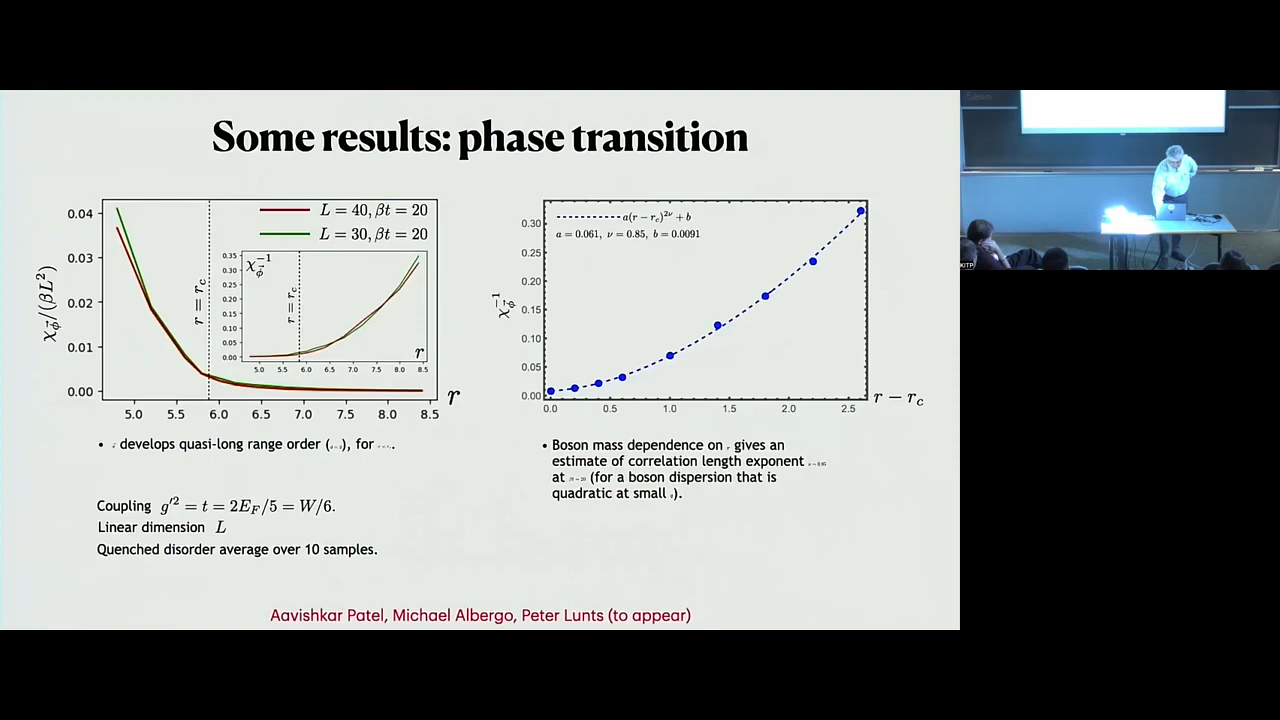 Some results: phase transition
χ_φ⃗/(βL²)
0.04
0.03
0.02
0.01
0.00
L = 40, βt = 20
L = 30, βt = 20
r = r_c
χ_φ⃗⁻¹
0.35
0.30
0.25
0.20
0.15
0.10
0.05
0.00
r = r_c
r
5.0 5.5 6.0 6.5 7.0 7.5 8.0 8.5
5.0 5.5 6.0 6.5 7.0 7.5 8.0 8.5
r
χ_φ⃗⁻¹
0.30
0.25
0.20
0.15
0.10
0.05
0.00
a(r − r_c)^{2ν} + b
a = 0.061, ν = 0.85, b = 0.0091
0.0 0.5 1.0 1.5 2.0 2.5
r − r_c
• develops quasi-long range order ( ), for .
Coupling g′² = t = 2E_F/5 = W/6.
Linear dimension L
Quenched disorder average over 10 samples.
• Boson mass dependence on gives an
estimate of correlation length exponent
at (for a boson dispersion that is
quadratic at small ).
Aavishkar Patel, Michael Albergo, Peter Lunts (to appear)
KITP